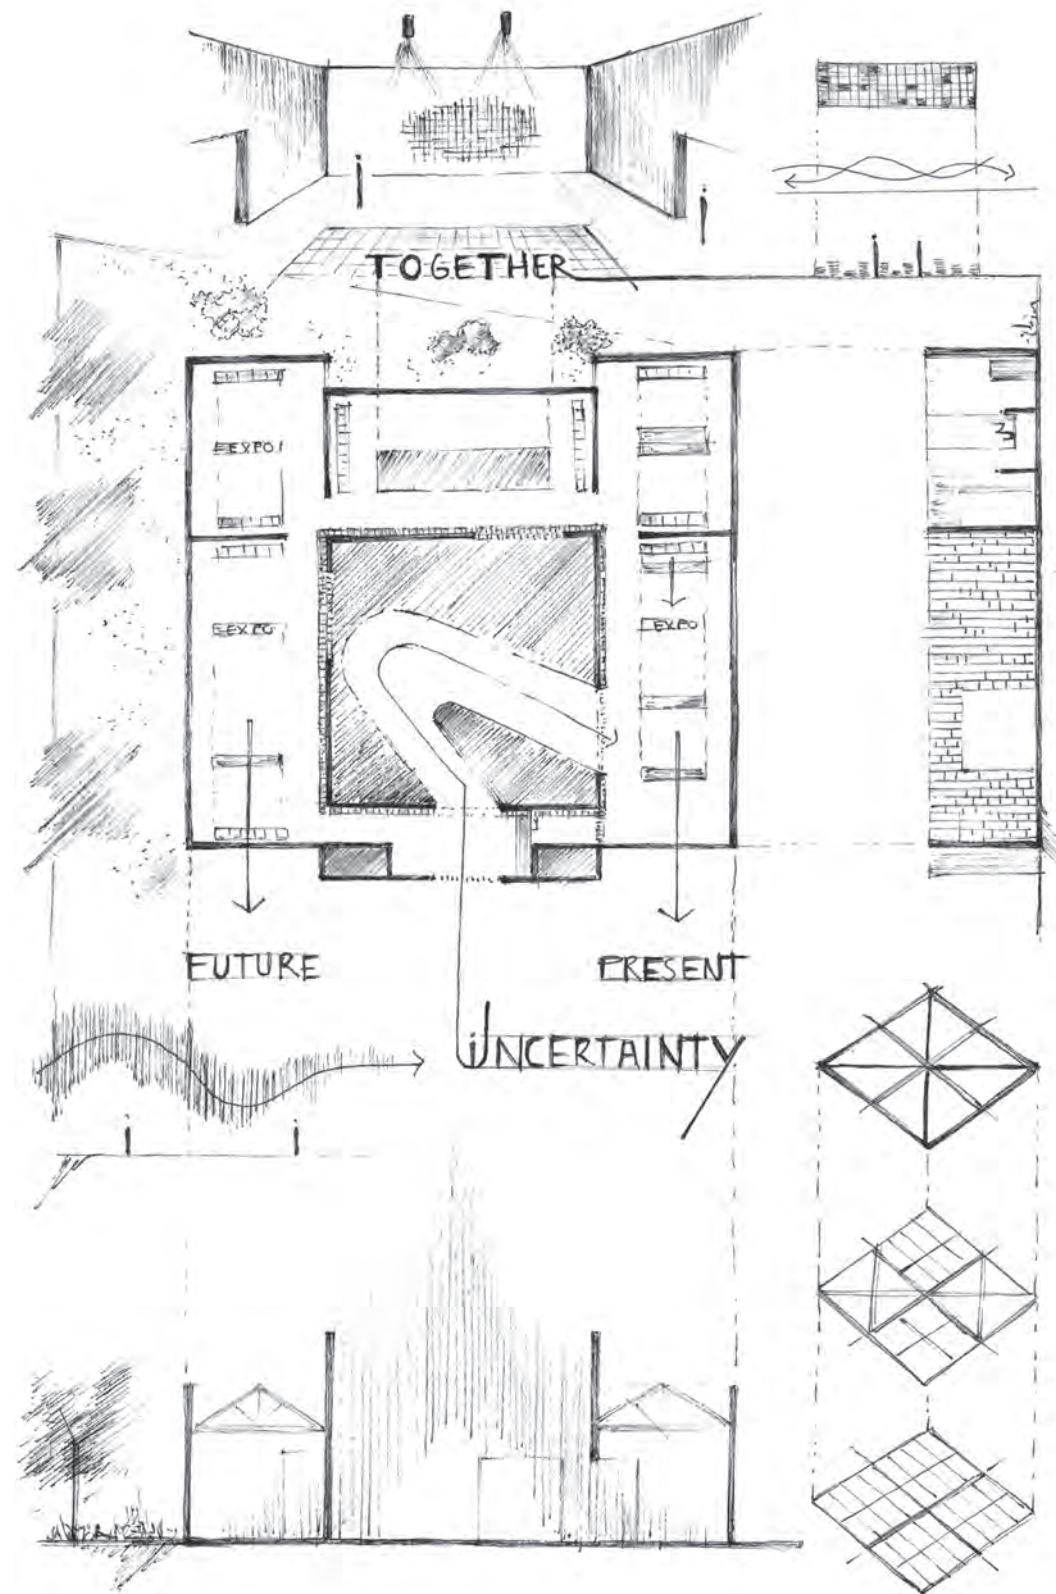 TOGETHER
EXPO
EXPO
EXPO
FUTURE
PRESENT
UNCERTAINTY